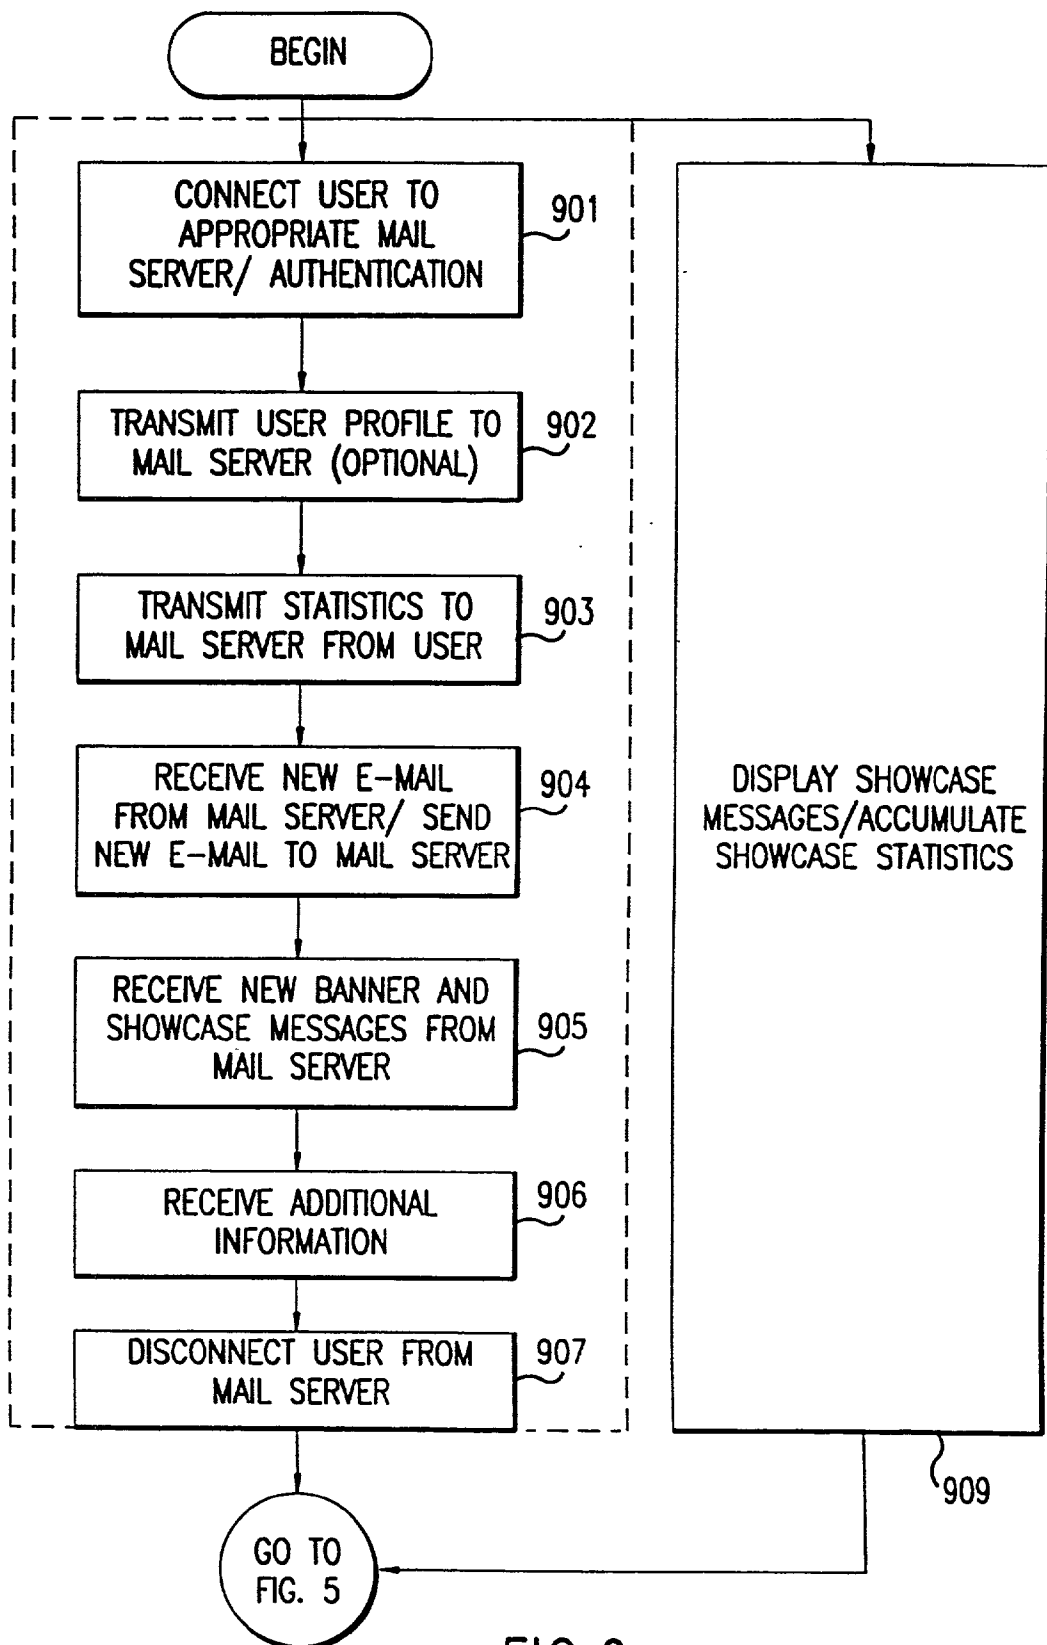 BEGIN
CONNECT USER TO
APPROPRIATE MAIL
SERVER/ AUTHENTICATION
901
TRANSMIT USER PROFILE TO
MAIL SERVER (OPTIONAL)
902
TRANSMIT STATISTICS TO
MAIL SERVER FROM USER
903
RECEIVE NEW E-MAIL
FROM MAIL SERVER/ SEND
NEW E-MAIL TO MAIL SERVER
904
RECEIVE NEW BANNER AND
SHOWCASE MESSAGES FROM
MAIL SERVER
905
RECEIVE ADDITIONAL
INFORMATION
906
DISCONNECT USER FROM
MAIL SERVER
907
DISPLAY SHOWCASE
MESSAGES/ACCUMULATE
SHOWCASE STATISTICS
909
GO TO
FIG. 5